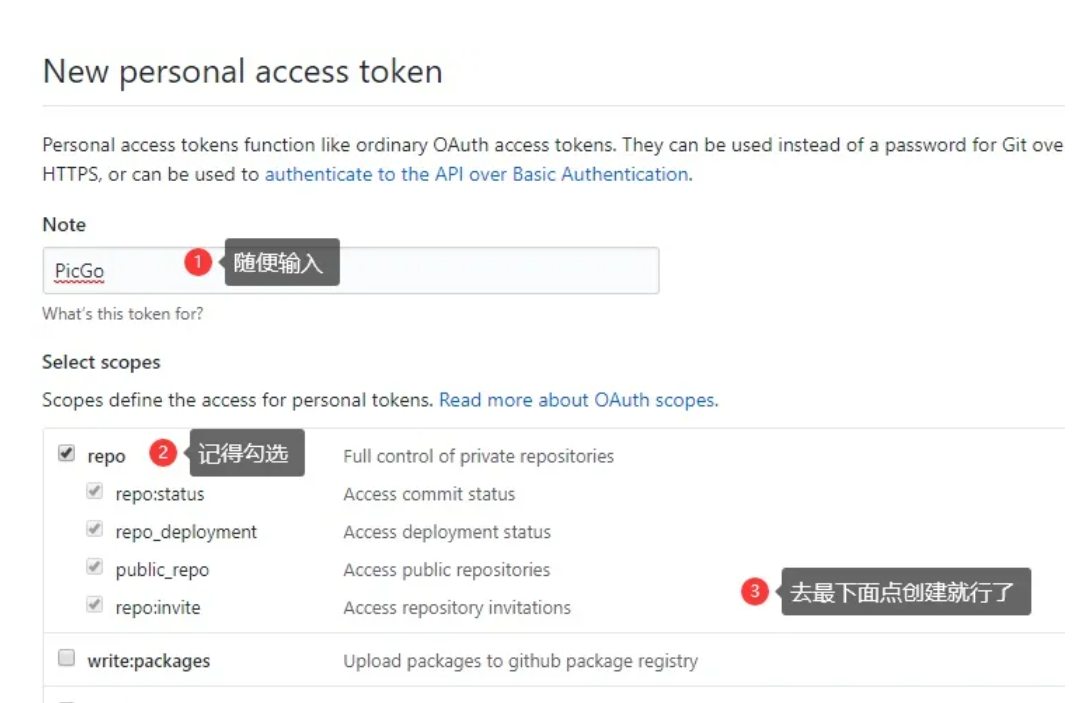 New personal access token
Personal access tokens function like ordinary OAuth access tokens. They can be used instead of a password for Git ove
HTTPS, or can be used to authenticate to the API over Basic Authentication.
Note
PicGo 1 随便输入
What's this token for?
Select scopes
Scopes define the access for personal tokens. Read more about OAuth scopes.
repo 2 记得勾选 Full control of private repositories
repo:status Access commit status
repo_deployment Access deployment status
public_repo Access public repositories
3 去最下面点创建就行了
repo:invite Access repository invitations
write:packages Upload packages to github package registry